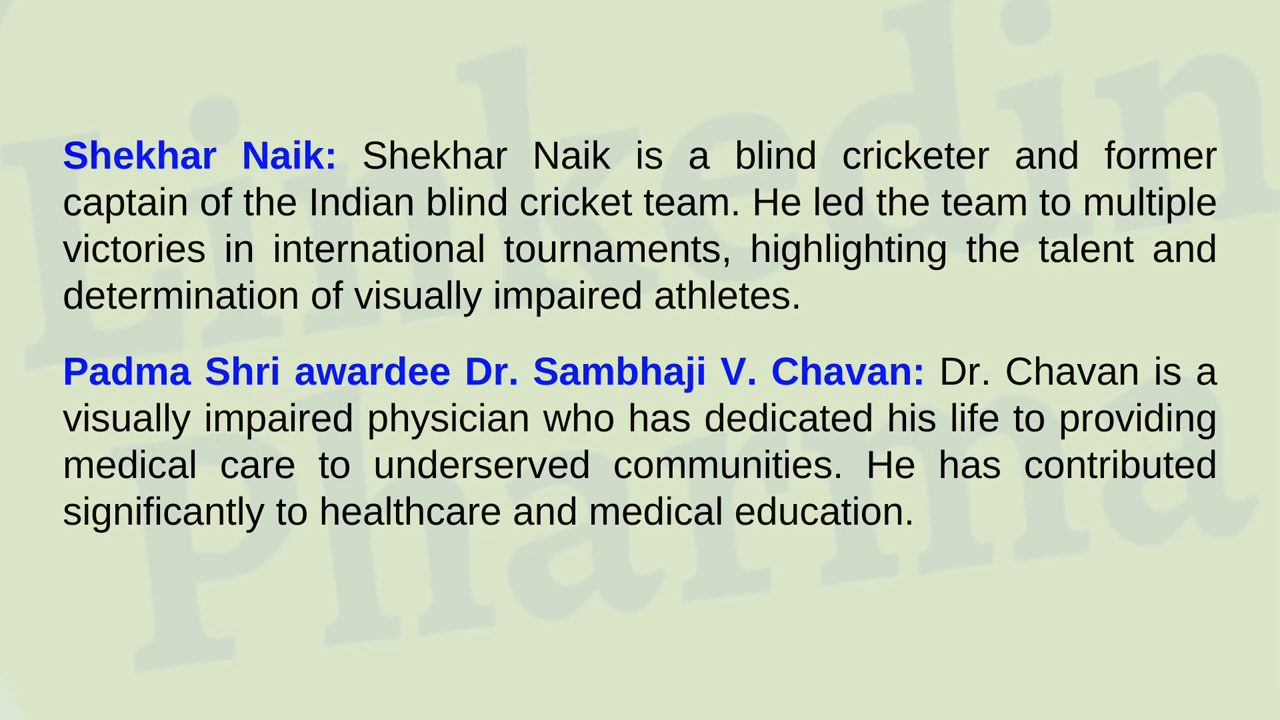 Shekhar Naik: Shekhar Naik is a blind cricketer and former
captain of the Indian blind cricket team. He led the team to multiple
victories in international tournaments, highlighting the talent and
determination of visually impaired athletes.
Padma Shri awardee Dr. Sambhaji V. Chavan: Dr. Chavan is a
visually impaired physician who has dedicated his life to providing
medical care to underserved communities. He has contributed
significantly to healthcare and medical education.
Linkedin
Pharma